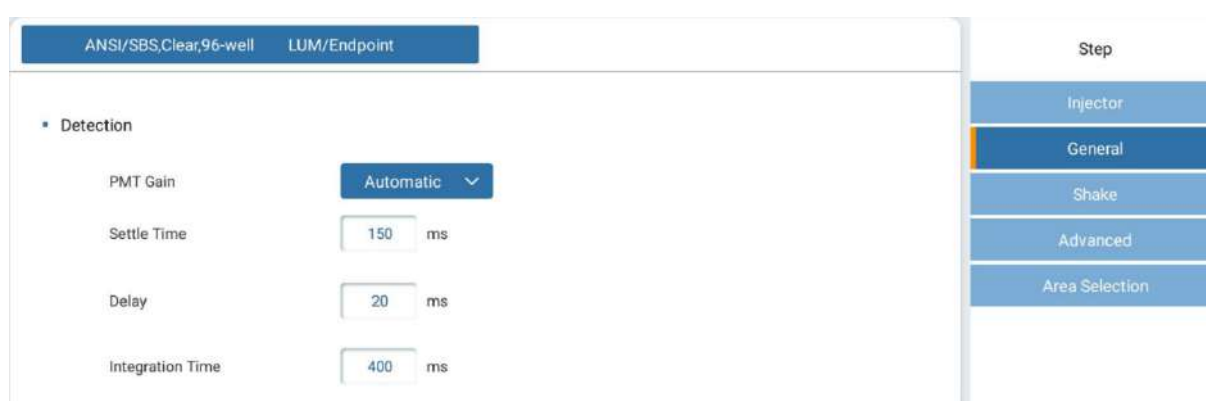 ANSI/SBS,Clear,96-well LUM/Endpoint
Detection
PMT Gain Automatic
Settle Time 150 ms
Delay 20 ms
Integration Time 400 ms
Step
Injector
General
Shake
Advanced
Area Selection